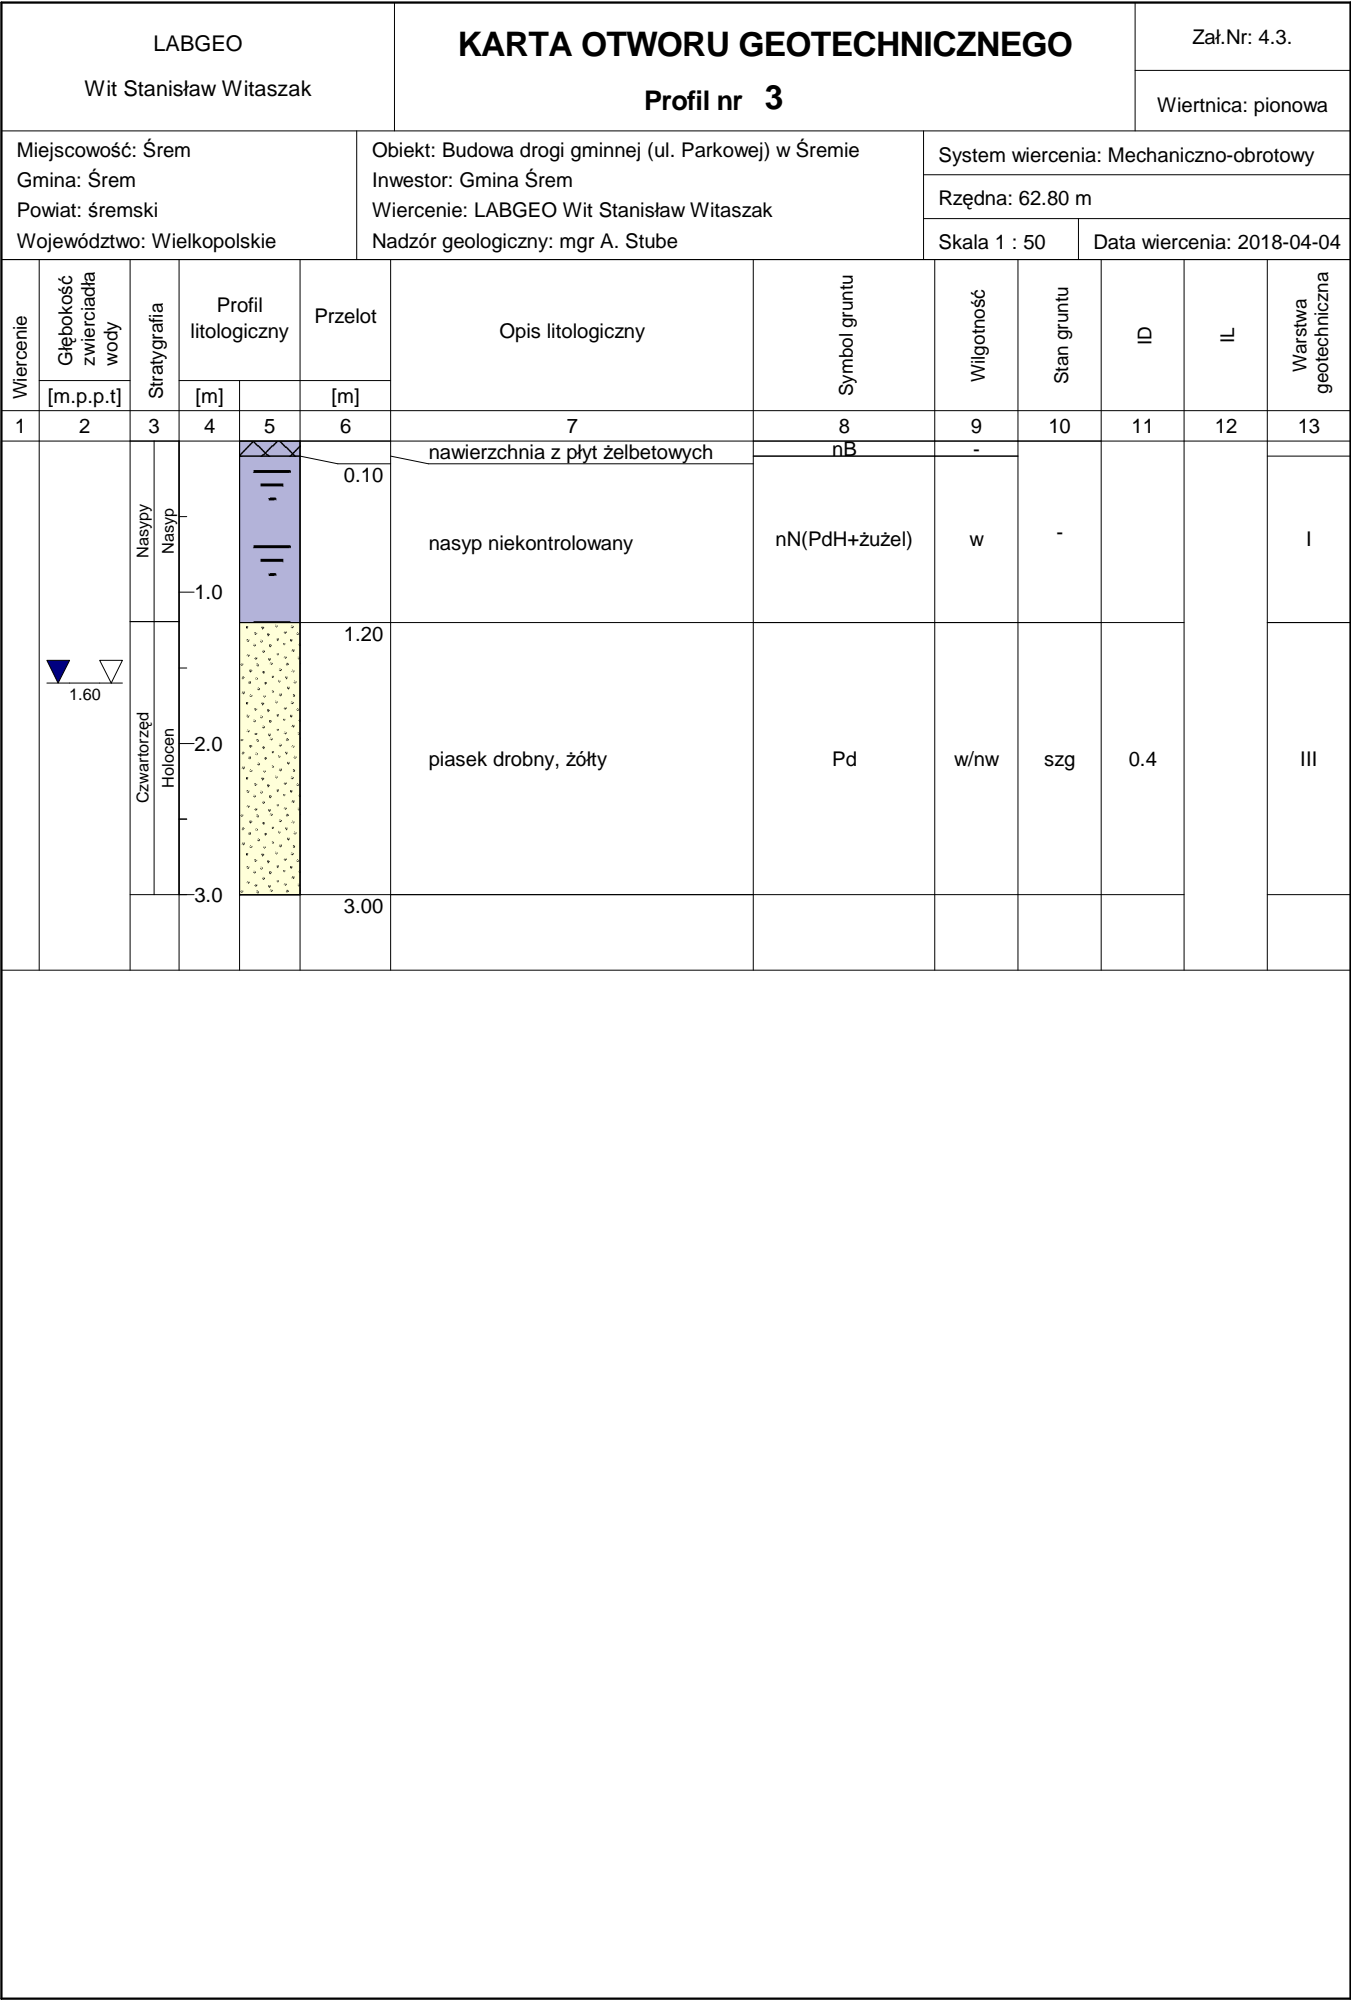 LABGEO
Wit Stanisław Witaszak
KARTA OTWORU GEOTECHNICZNEGO
Profil nr 3
Zał.Nr: 4.3.
Wiertnica: pionowa
Miejscowość: Śrem
Gmina: Śrem
Powiat: śremski
Województwo: Wielkopolskie
Obiekt: Budowa drogi gminnej (ul. Parkowej) w Śremie
Inwestor: Gmina Śrem
Wiercenie: LABGEO Wit Stanisław Witaszak
Nadzór geologiczny: mgr A. Stube
System wiercenia: Mechaniczno-obrotowy
Rzędna: 62.80 m
Skala 1 : 50
Data wiercenia: 2018-04-04
Wiercenie
Głębokość
zwierciadła
wody
[m.p.p.t]
Stratygrafia
Profil
litologiczny
[m]
Przelot
[m]
Opis litologiczny
Symbol gruntu
Wilgotność
Stan gruntu
ID
IL
Warstwa
geotechniczna
1 2 3 4 5 6 7 8 9 10 11 12 13
nawierzchnia z płyt żelbetowych nB -
0.10
Nasypy
Nasyp
nasyp niekontrolowany nN(PdH+żużel) w - I
1.0
1.20
1.60
Czwartorzęd
Holocen
2.0
piasek drobny, żółty Pd w/nw szg 0.4 III
3.0
3.00